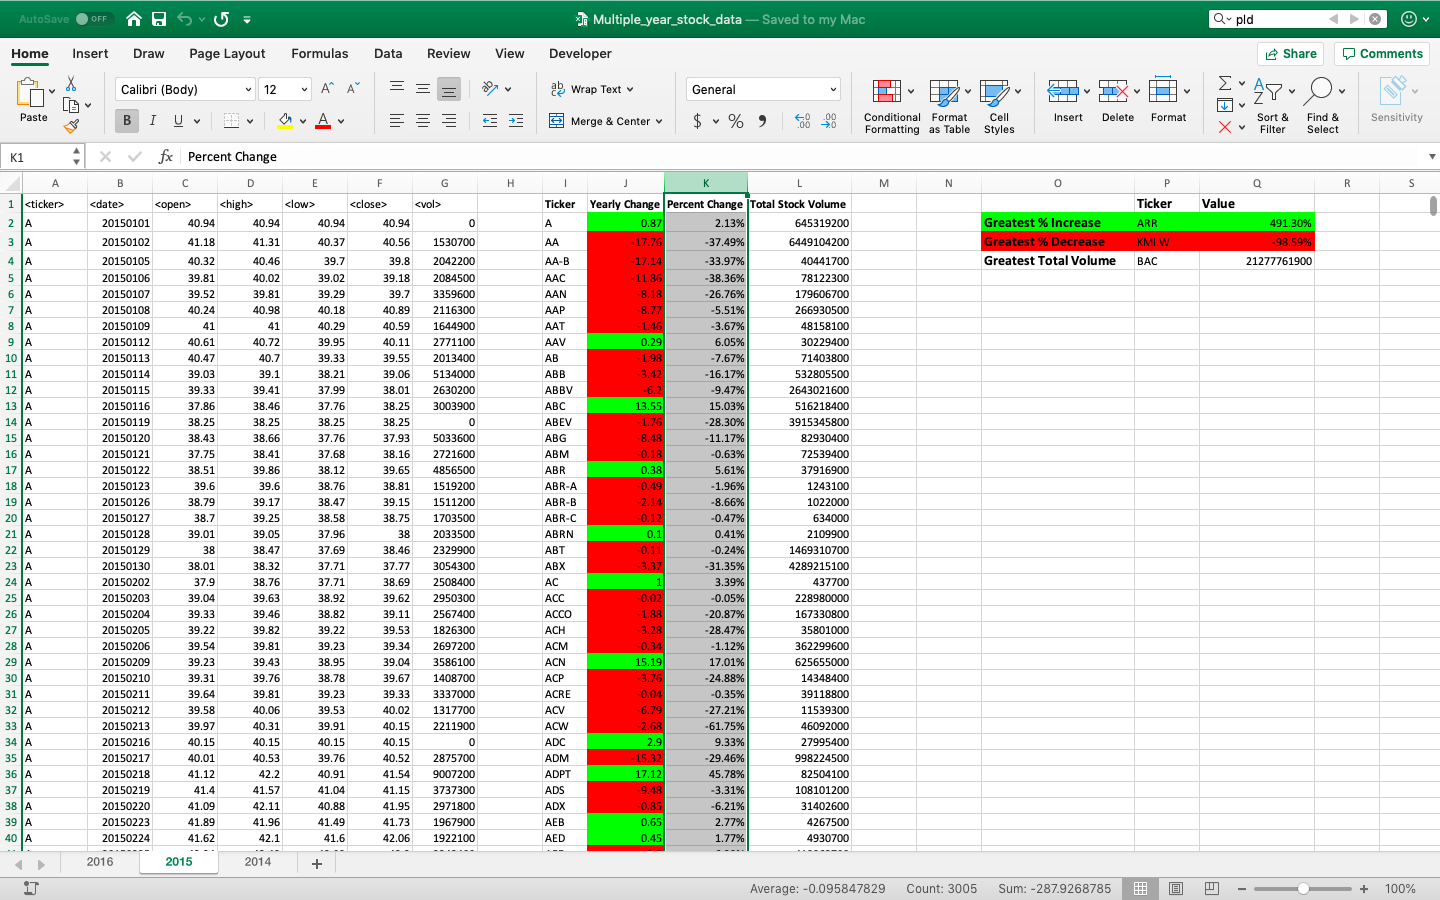 AutoSave OFF Multiple_year_stock_data — Saved to my Mac pld
Home Insert Draw Page Layout Formulas Data Review View Developer Share Comments
Paste Calibri (Body) 12 A A B I U A ab Wrap Text Merge & Center General $ % Conditional Formatting Format as Table Cell Styles Insert Delete Format Sort & Filter Find & Select Sensitivity
K1 fx Percent Change
A B C D E F G H I J K L M N O P Q R S
1 <ticker> <date> <open> <high> <low> <close> <vol> Ticker Yearly Change Percent Change Total Stock Volume Ticker Value
2 A 20150101 40.94 40.94 40.94 40.94 0 A 0.87 2.13% 645319200 Greatest % Increase ARR 491.30%
3 A 20150102 41.18 41.31 40.37 40.56 1530700 AA -17.76 -37.49% 6449104200 Greatest % Decrease KMI.W -98.59%
4 A 20150105 40.32 40.46 39.7 39.8 2042200 AA-B -17.14 -33.97% 40441700 Greatest Total Volume BAC 21277761900
5 A 20150106 39.81 40.02 39.02 39.18 2084500 AAC -11.86 -38.36% 78122300
6 A 20150107 39.52 39.81 39.29 39.7 3359600 AAN -8.18 -26.76% 179606700
7 A 20150108 40.24 40.98 40.18 40.89 2116300 AAP -8.77 -5.51% 266930500
8 A 20150109 41 41 40.29 40.59 1644900 AAT -1.46 -3.67% 48158100
9 A 20150112 40.61 40.72 39.95 40.11 2771100 AAV 0.29 6.05% 30229400
10 A 20150113 40.47 40.7 39.33 39.55 2013400 AB -1.98 -7.67% 71403800
11 A 20150114 39.03 39.1 38.21 39.06 5134000 ABB -3.42 -16.17% 532805500
12 A 20150115 39.33 39.41 37.99 38.01 2630200 ABBV -6.2 -9.47% 2643021600
13 A 20150116 37.86 38.46 37.76 38.25 3003900 ABC 13.55 15.03% 516218400
14 A 20150119 38.25 38.25 38.25 38.25 0 ABEV -1.76 -28.30% 3915345800
15 A 20150120 38.43 38.66 37.76 37.93 5033600 ABG -8.48 -11.17% 82930400
16 A 20150121 37.75 38.41 37.68 38.16 2721600 ABM -0.18 -0.63% 72539400
17 A 20150122 38.51 39.86 38.12 39.65 4856500 ABR 0.38 5.61% 37916900
18 A 20150123 39.6 39.6 38.76 38.81 1519200 ABR-A -0.49 -1.96% 1243100
19 A 20150126 38.79 39.17 38.47 39.15 1511200 ABR-B -2.14 -8.66% 1022000
20 A 20150127 38.7 39.25 38.58 38.75 1703500 ABR-C -0.12 -0.47% 634000
21 A 20150128 39.01 39.05 37.96 38 2033500 ABRN 0.1 0.41% 2109900
22 A 20150129 38 38.47 37.69 38.46 2329900 ABT -0.11 -0.24% 1469310700
23 A 20150130 38.01 38.32 37.71 37.77 3054300 ABX -3.37 -31.35% 4289215100
24 A 20150202 37.9 38.76 37.71 38.69 2508400 AC 1 3.39% 437700
25 A 20150203 39.04 39.63 38.92 39.62 2950300 ACC -0.02 -0.05% 228980000
26 A 20150204 39.33 39.46 38.82 39.11 2567400 ACCO -1.88 -20.87% 167330800
27 A 20150205 39.22 39.82 39.22 39.53 1826300 ACH -3.28 -28.47% 35801000
28 A 20150206 39.54 39.81 39.23 39.34 2697200 ACM -0.34 -1.12% 362299600
29 A 20150209 39.23 39.43 38.95 39.04 3586100 ACN 15.19 17.01% 625655000
30 A 20150210 39.31 39.76 38.78 39.67 1408700 ACP -3.76 -24.88% 14348400
31 A 20150211 39.64 39.81 39.23 39.33 3337000 ACRE -0.04 -0.35% 39118800
32 A 20150212 39.58 40.06 39.53 40.02 1317700 ACV -6.79 -27.21% 11539300
33 A 20150213 39.97 40.31 39.91 40.15 2211900 ACW -2.68 -61.75% 46092000
34 A 20150216 40.15 40.15 40.15 40.15 0 ADC 2.9 9.33% 27995400
35 A 20150217 40.01 40.53 39.76 40.52 2875700 ADM -15.32 -29.46% 998224500
36 A 20150218 41.12 42.2 40.91 41.54 9007200 ADPT 17.12 45.78% 82504100
37 A 20150219 41.4 41.57 41.04 41.15 3737300 ADS -9.48 -3.31% 108101200
38 A 20150220 41.09 42.11 40.88 41.95 2971800 ADX -0.85 -6.21% 31402600
39 A 20150223 41.89 41.96 41.49 41.73 1967900 AEB 0.65 2.77% 4267500
40 A 20150224 41.62 42.1 41.6 42.06 1922100 AED 0.45 1.77% 4930700
2016 2015 2014 +
Average: -0.095847829 Count: 3005 Sum: -287.9268785 100%